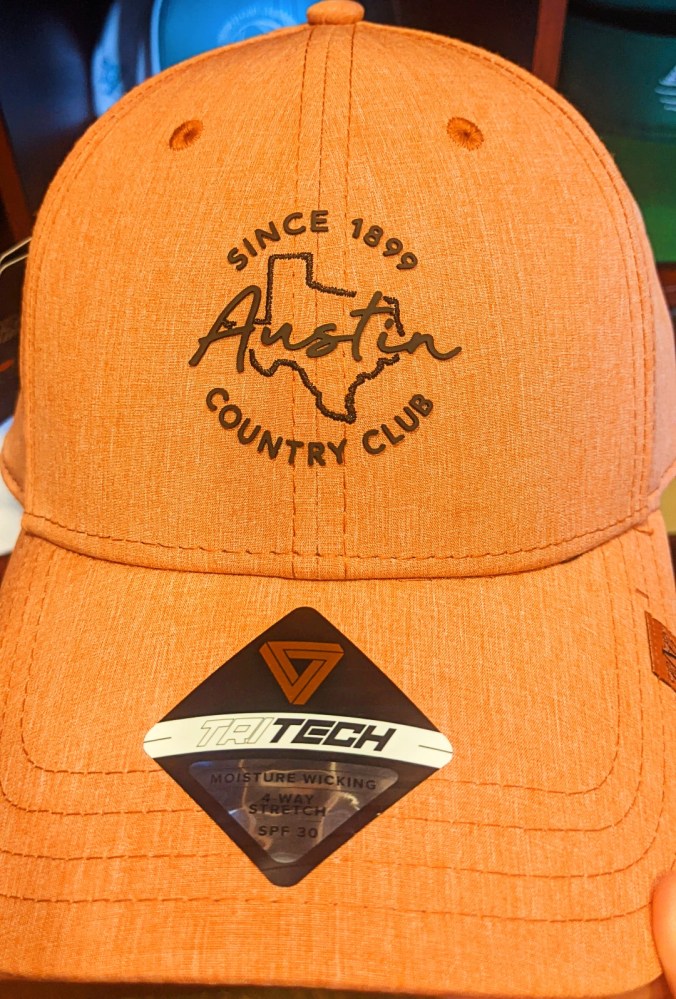 SINCE 1899
Austin
COUNTRY CLUB
TRITECH
MOISTURE WICKING
4-WAY
STRETCH
SPF 30